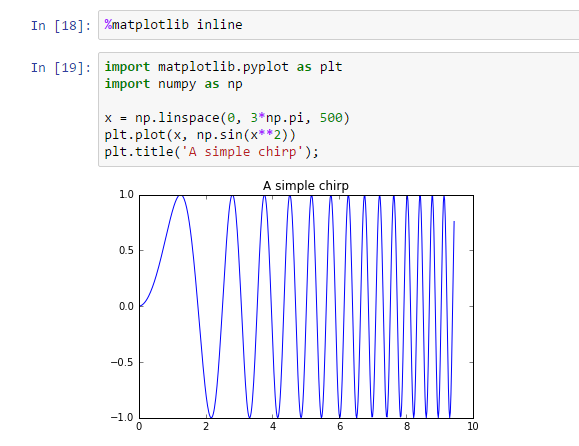 In [18]: %matplotlib inline
In [19]: import matplotlib.pyplot as plt
import numpy as np
x = np.linspace(0, 3*np.pi, 500)
plt.plot(x, np.sin(x**2))
plt.title('A simple chirp');
A simple chirp
1.0
0.5
0.0
−0.5
−1.0
0 2 4 6 8 10